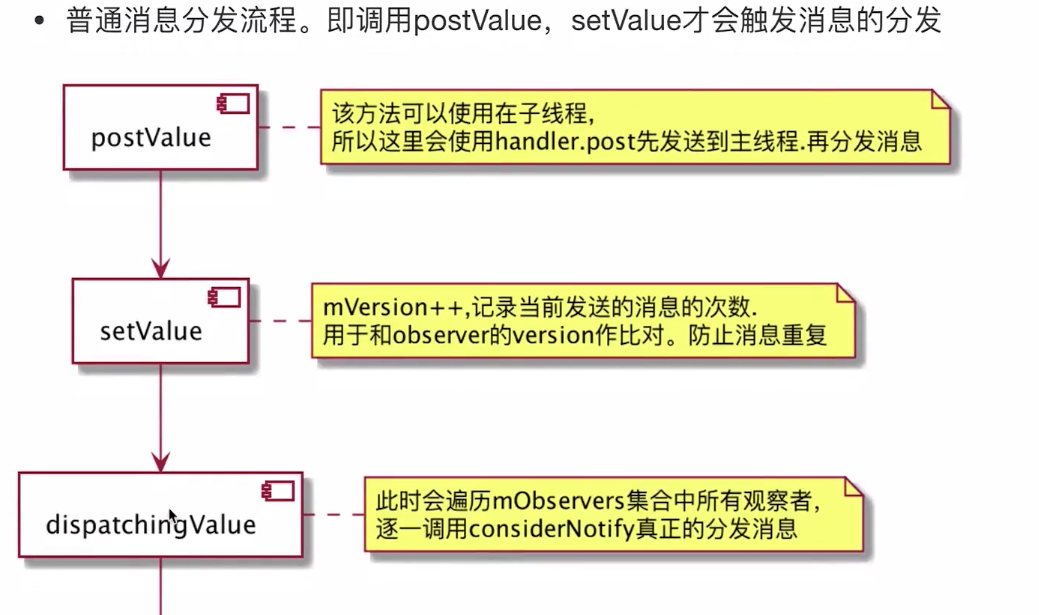 普通消息分发流程。即调用postValue，setValue才会触发消息的分发
postValue
该方法可以使用在子线程,
所以这里会使用handler.post先发送到主线程.再分发消息
setValue
mVersion++,记录当前发送的消息的次数.
用于和observer的version作比对。防止消息重复
dispatchingValue
此时会遍历mObservers集合中所有观察者,
逐一调用considerNotify真正的分发消息